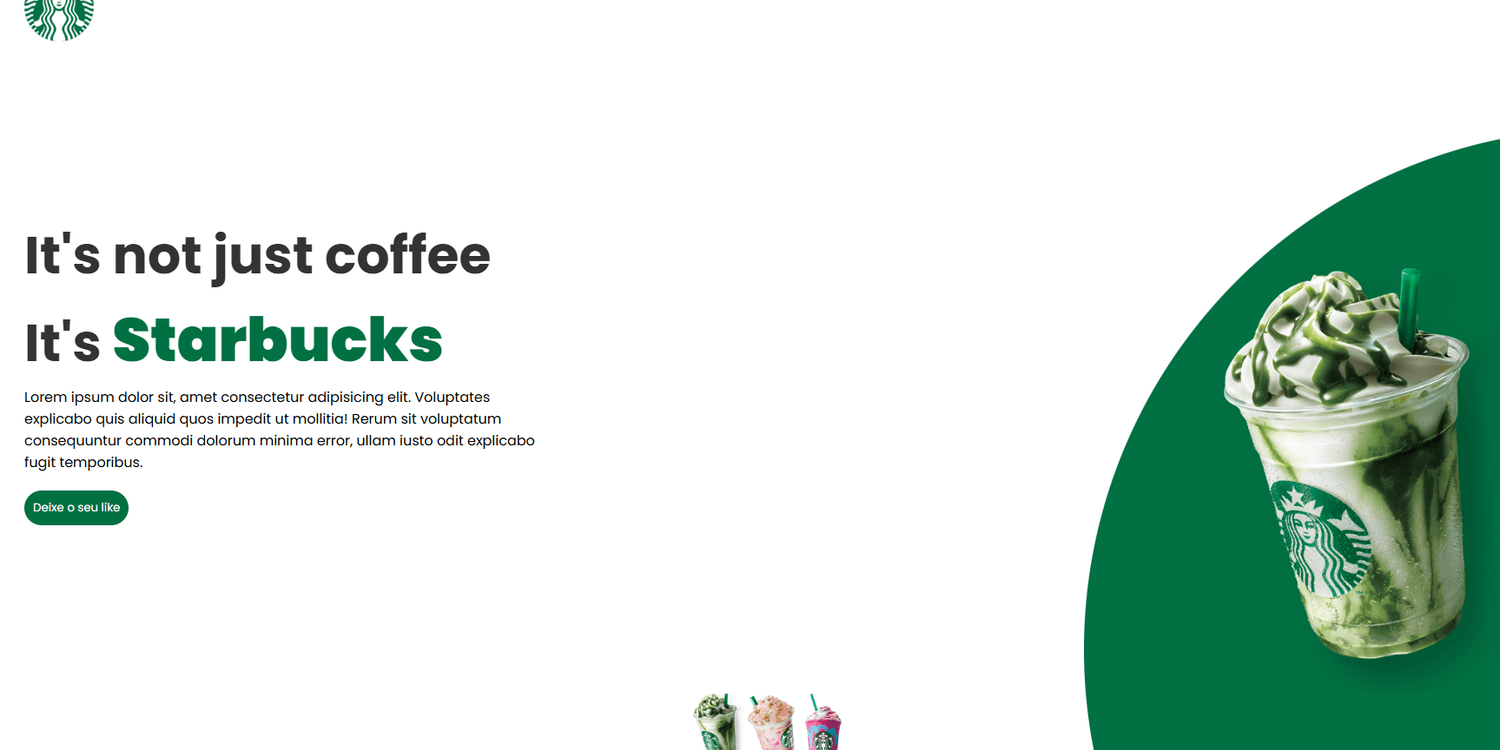 It's not just coffee
It's Starbucks
Lorem ipsum dolor sit, amet consectetur adipisicing elit. Voluptates
explicabo quis aliquid quos impedit ut mollitia! Rerum sit voluptatum
consequuntur commodi dolorum minima error, ullam iusto odit explicabo
fugit temporibus.
Deixe o seu like